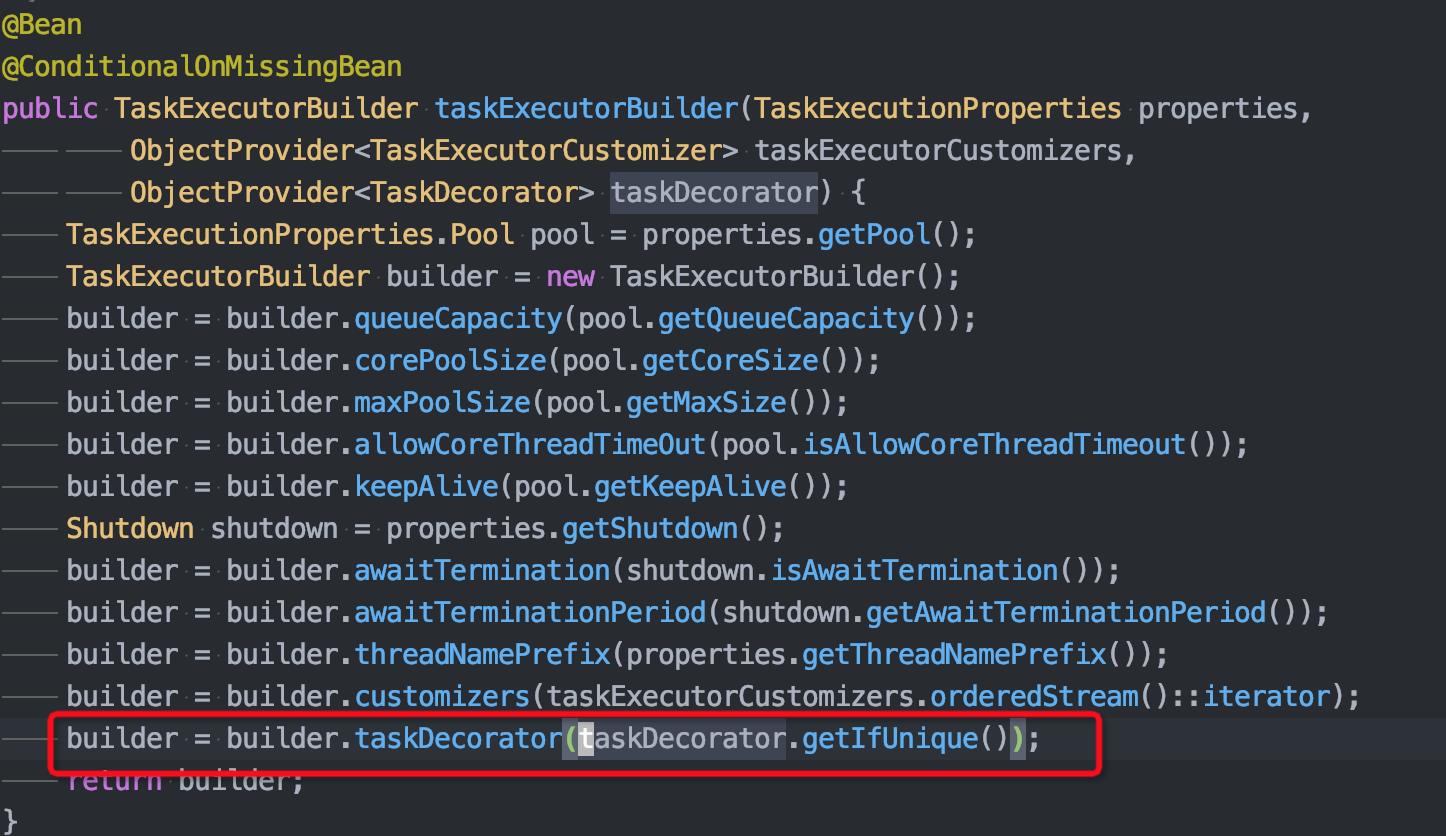 @Bean
@ConditionalOnMissingBean
public TaskExecutorBuilder taskExecutorBuilder(TaskExecutionProperties properties,
ObjectProvider<TaskExecutorCustomizer> taskExecutorCustomizers,
ObjectProvider<TaskDecorator> taskDecorator) {
TaskExecutionProperties.Pool pool = properties.getPool();
TaskExecutorBuilder builder = new TaskExecutorBuilder();
builder = builder.queueCapacity(pool.getQueueCapacity());
builder = builder.corePoolSize(pool.getCoreSize());
builder = builder.maxPoolSize(pool.getMaxSize());
builder = builder.allowCoreThreadTimeOut(pool.isAllowCoreThreadTimeout());
builder = builder.keepAlive(pool.getKeepAlive());
Shutdown shutdown = properties.getShutdown();
builder = builder.awaitTermination(shutdown.isAwaitTermination());
builder = builder.awaitTerminationPeriod(shutdown.getAwaitTerminationPeriod());
builder = builder.threadNamePrefix(properties.getThreadNamePrefix());
builder = builder.customizers(taskExecutorCustomizers.orderedStream()::iterator);
builder = builder.taskDecorator(taskDecorator.getIfUnique());
return builder;
}